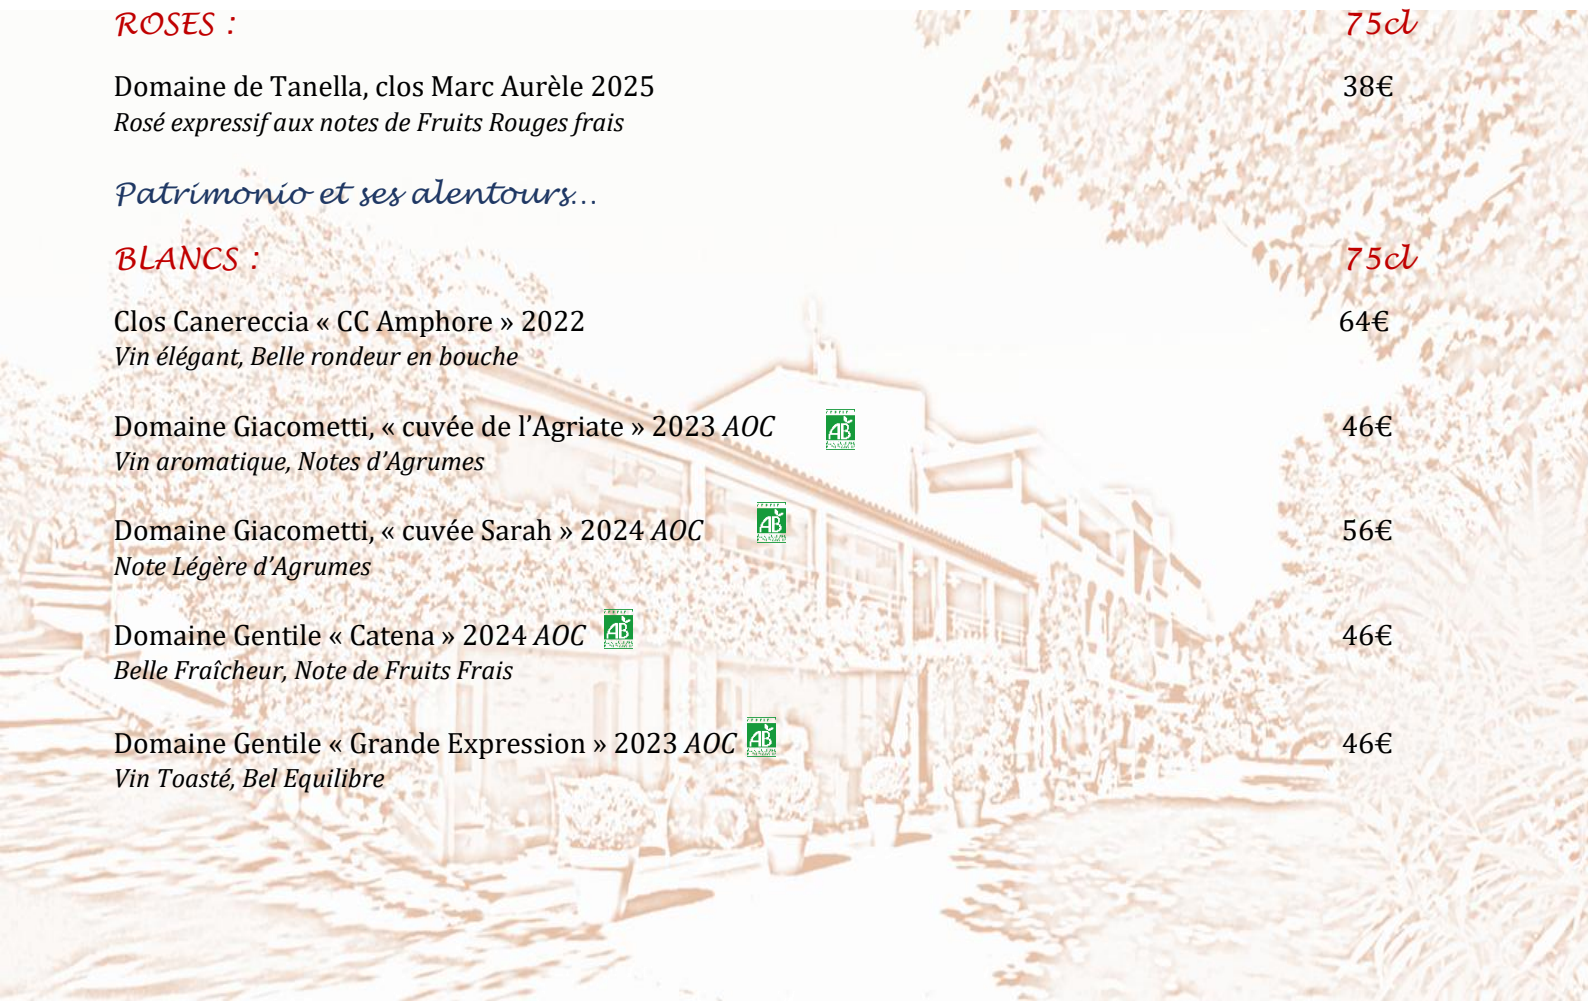 ROSES : 75cl
Domaine de Tanella, clos Marc Aurèle 2025 38€
Rosé expressif aux notes de Fruits Rouges frais
Patrimonio et ses alentours…
BLANCS : 75cl
Clos Canereccia « CC Amphore » 2022 64€
Vin élégant, Belle rondeur en bouche
Domaine Giacometti, « cuvée de l’Agriate » 2023 AOC AB 46€
Vin aromatique, Notes d’Agrumes
Domaine Giacometti, « cuvée Sarah » 2024 AOC AB 56€
Note Légère d’Agrumes
Domaine Gentile « Catena » 2024 AOC AB 46€
Belle Fraîcheur, Note de Fruits Frais
Domaine Gentile « Grande Expression » 2023 AOC AB 46€
Vin Toasté, Bel Equilibre